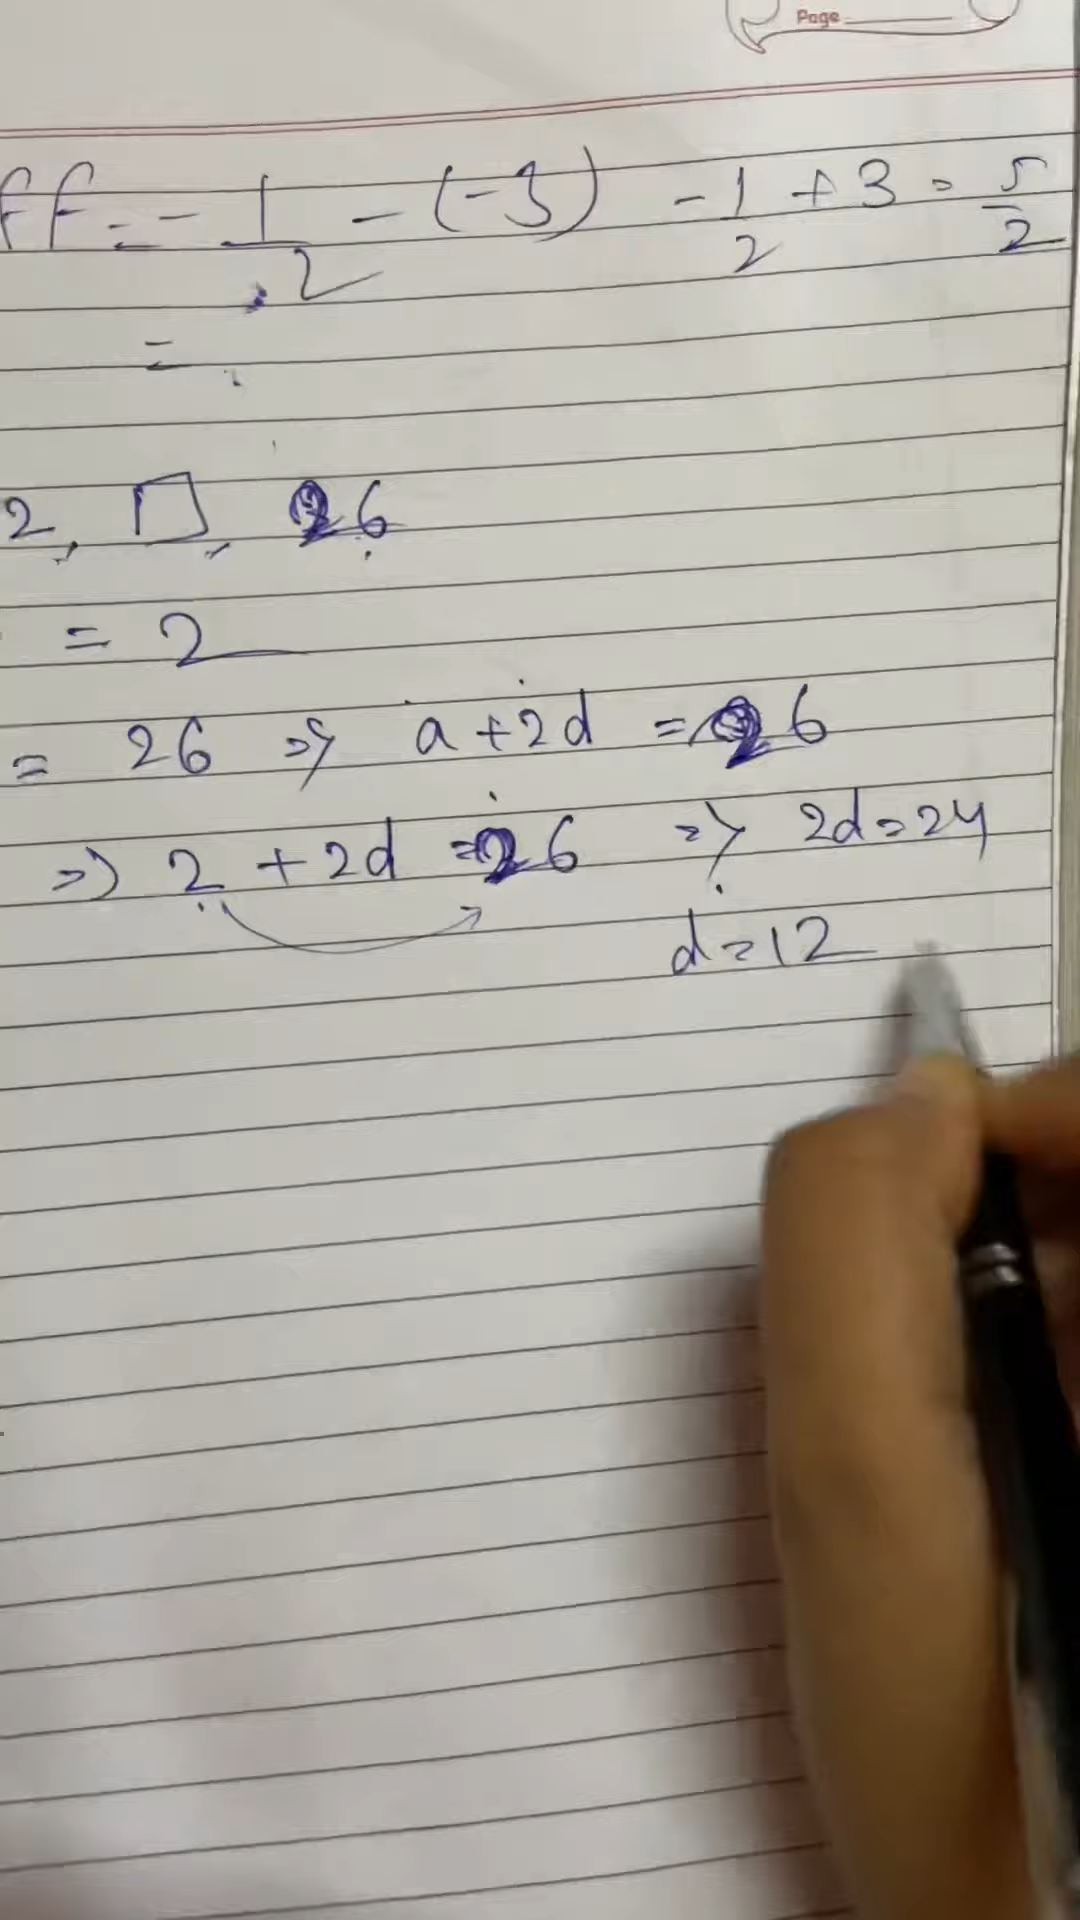 Page
ff = - 1/2 - (-3) - 1/2 + 3 = 5/2
=
2, □, 26
= 2
= 26 => a + 2d = 26
=> 2 + 2d = 26 => 2d = 24
d = 12